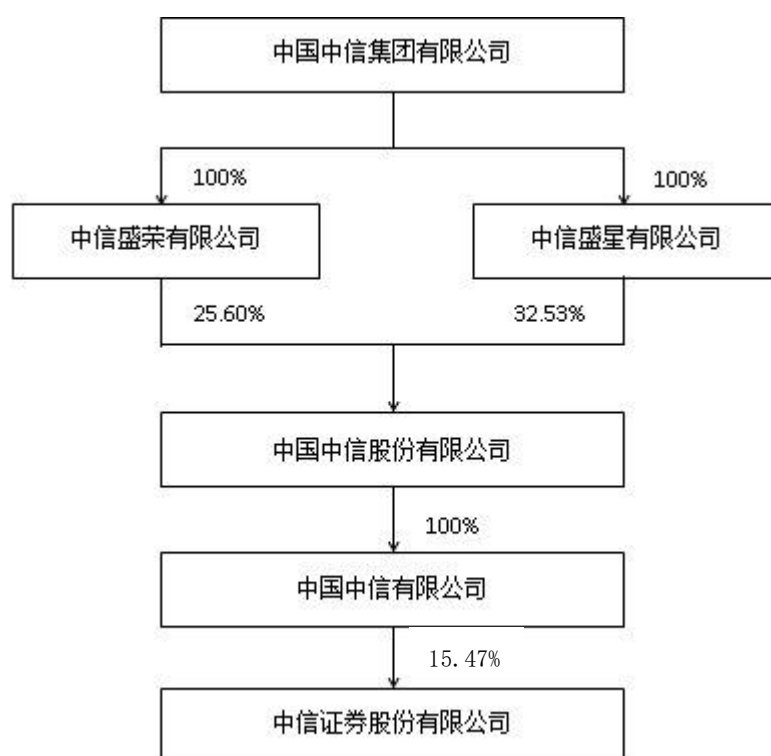 中国中信集团有限公司
100%
100%
中信盛荣有限公司
中信盛星有限公司
25.60%
32.53%
中国中信股份有限公司
100%
中国中信有限公司
15.47%
中信证券股份有限公司